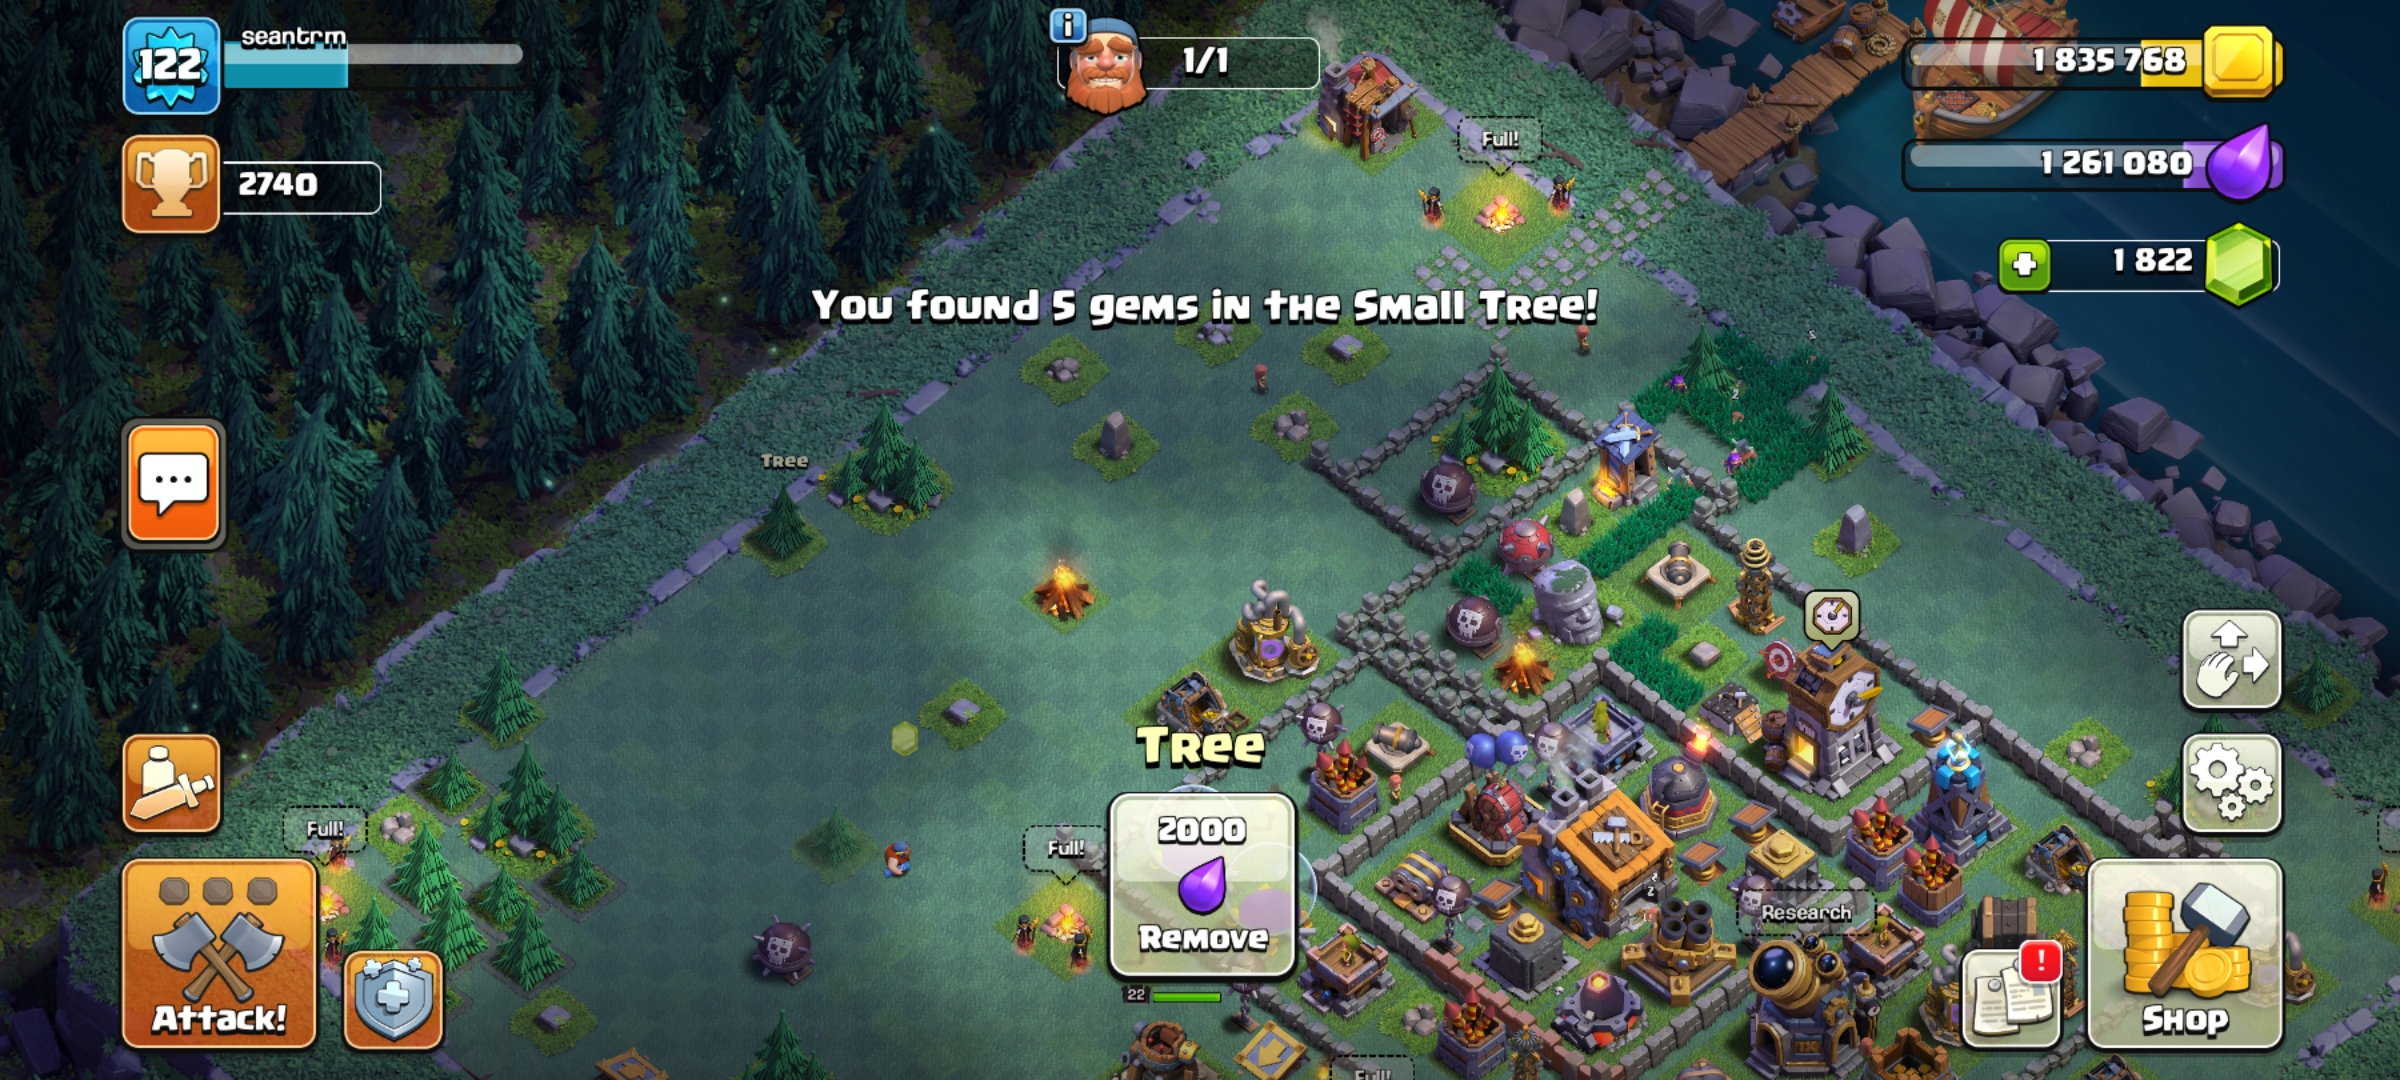 122
seantrm
1/1
1 835 768
Full!
2740
1 261 080
1 822
You found 5 gems in the Small Tree!
Tree
Tree
Full!
2000
Full!
Research
Remove
22
Attack!
Shop
Full!